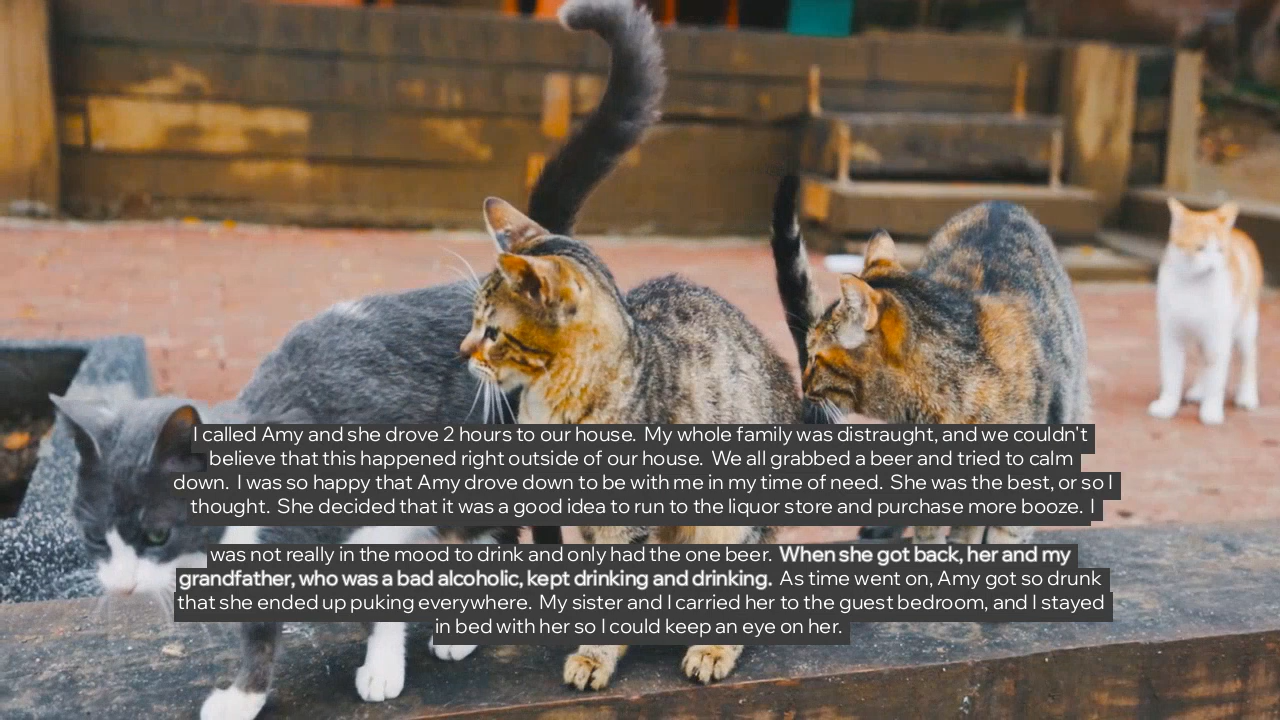 I called Amy and she drove 2 hours to our house. My whole family was distraught, and we couldn't
believe that this happened right outside of our house. We all grabbed a beer and tried to calm
down. I was so happy that Amy drove down to be with me in my time of need. She was the best, or so I
thought. She decided that it was a good idea to run to the liquor store and purchase more booze. I
was not really in the mood to drink and only had the one beer. When she got back, her and my
grandfather, who was a bad alcoholic, kept drinking and drinking. As time went on, Amy got so drunk
that she ended up puking everywhere. My sister and I carried her to the guest bedroom, and I stayed
in bed with her so I could keep an eye on her.